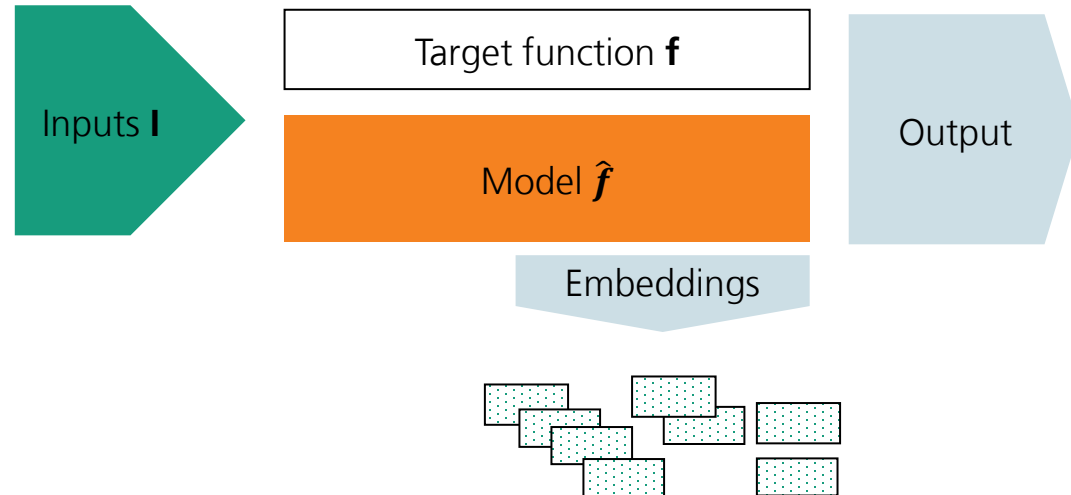 Inputs I
Target function f
Model f̂
Output
Embeddings